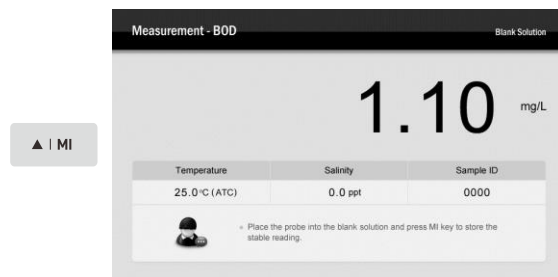 ▲ | MI
Measurement - BOD
Blank Solution
1.10 mg/L
Temperature Salinity Sample ID
25.0°C (ATC) 0.0 ppt 0000
Place the probe into the blank solution and press MI key to store the
stable reading.